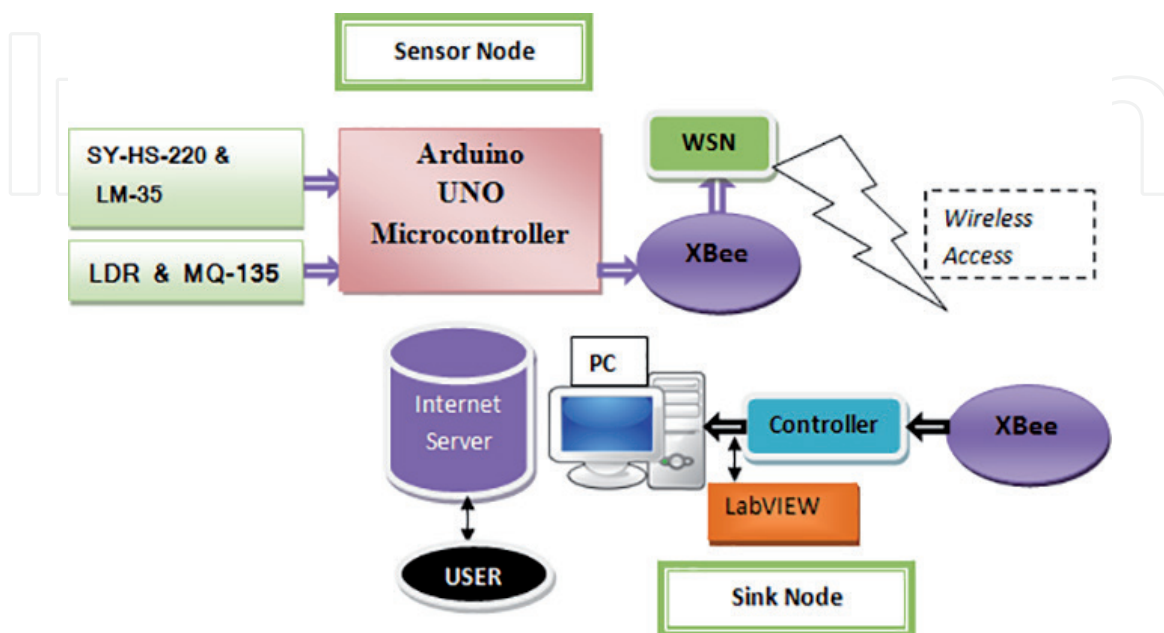 Sensor Node
SY-HS-220 &
LM-35
LDR & MQ-135
Arduino
UNO
Microcontroller
WSN
XBee
Wireless
Access
Internet
Server
USER
PC
Controller
XBee
LabVIEW
Sink Node